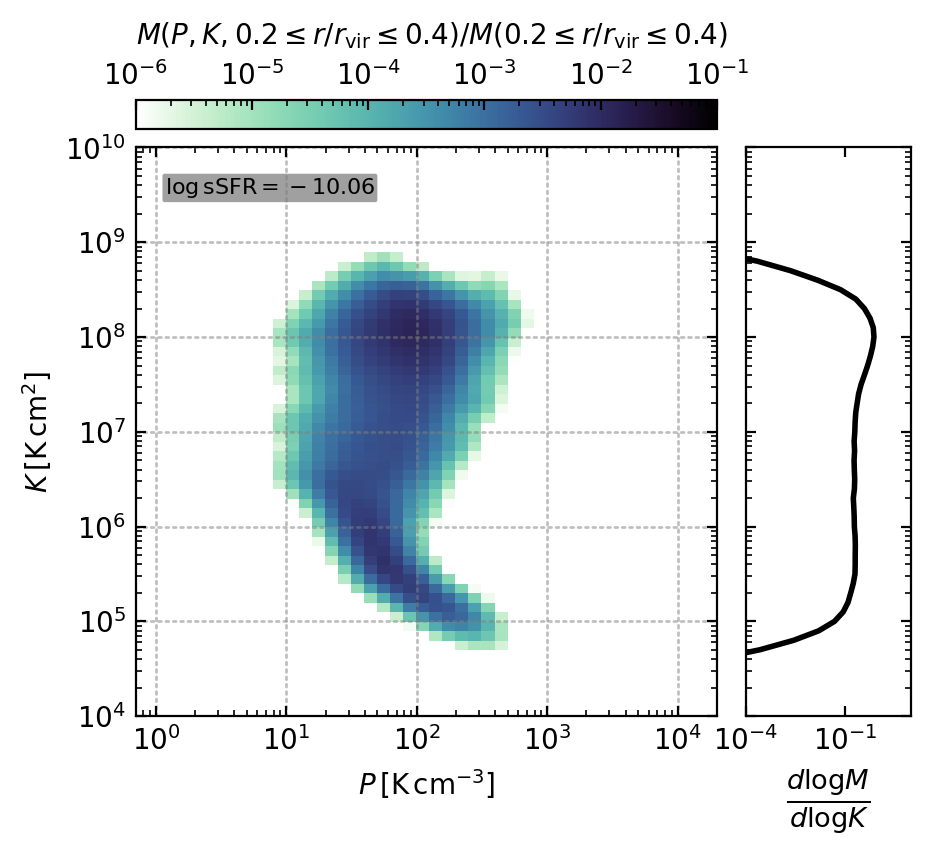 M(P, K, 0.2 ≤ r/r_vir ≤ 0.4)/M(0.2 ≤ r/r_vir ≤ 0.4)
10^−6 10^−5 10^−4 10^−3 10^−2 10^−1
10^10
log sSFR = −10.06
10^9
10^8
10^7
10^6
10^5
10^4
K [K cm^2]
10^0 10^1 10^2 10^3 10^4 10^−4 10^−1
P [K cm^−3]
dlogM
dlogK